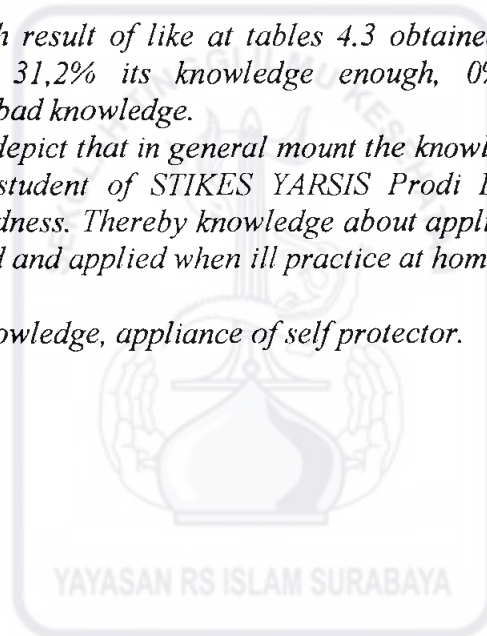 h result of like at tables 4.3 obtaine
31,2% its knowledge enough, 0%
bad knowledge.
depict that in general mount the knowl
student of STIKES YARSIS Prodi
dness. Thereby knowledge about appli
d and applied when ill practice at hom
owledge, appliance of self protector.
YAYASAN RS ISLAM SURABAYA